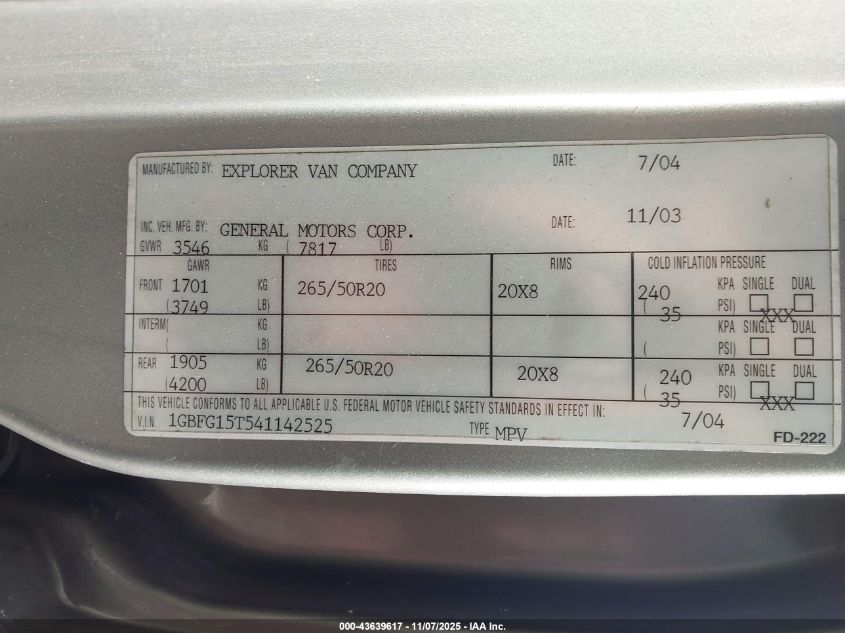 MANUFACTURED BY: EXPLORER VAN COMPANY DATE: 7/04
INC. VEH. MFG. BY: GENERAL MOTORS CORP. DATE: 11/03
GVWR 3546 KG ( 7817 LB)
GAWR TIRES RIMS COLD INFLATION PRESSURE
FRONT 1701 KG 265/50R20 20X8 240 KPA SINGLE DUAL
(3749 LB) ( 35 PSI) XXX
INTERM( KG KPA SINGLE DUAL
( LB) ( PSI)
REAR 1905 KG 265/50R20 20X8 240 KPA SINGLE DUAL
(4200 LB) ( 35 PSI) XXX
THIS VEHICLE CONFORMS TO ALL APPLICABLE U.S. FEDERAL MOTOR VEHICLE SAFETY STANDARDS IN EFFECT IN: 7/04
V.I.N. 1GBFG15T541142525 TYPE MPV FD-222
000-43639617 - 11/07/2025 - IAA Inc.